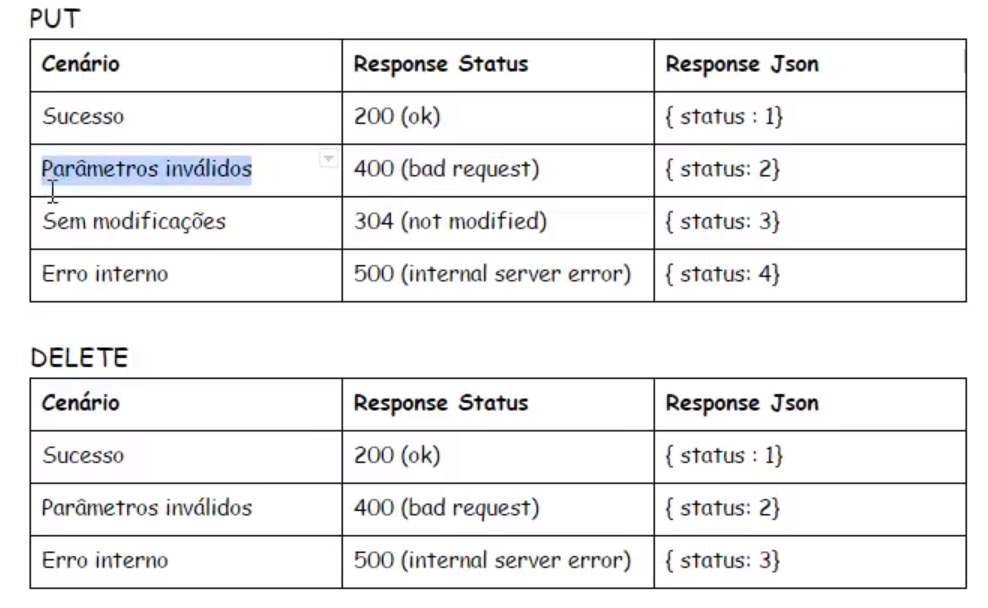 PUT
Cenário Response Status Response Json
Sucesso 200 (ok) { status : 1}
Parâmetros inválidos 400 (bad request) { status: 2}
Sem modificações 304 (not modified) { status: 3}
Erro interno 500 (internal server error) { status: 4}
DELETE
Cenário Response Status Response Json
Sucesso 200 (ok) { status : 1}
Parâmetros inválidos 400 (bad request) { status: 2}
Erro interno 500 (internal server error) { status: 3}